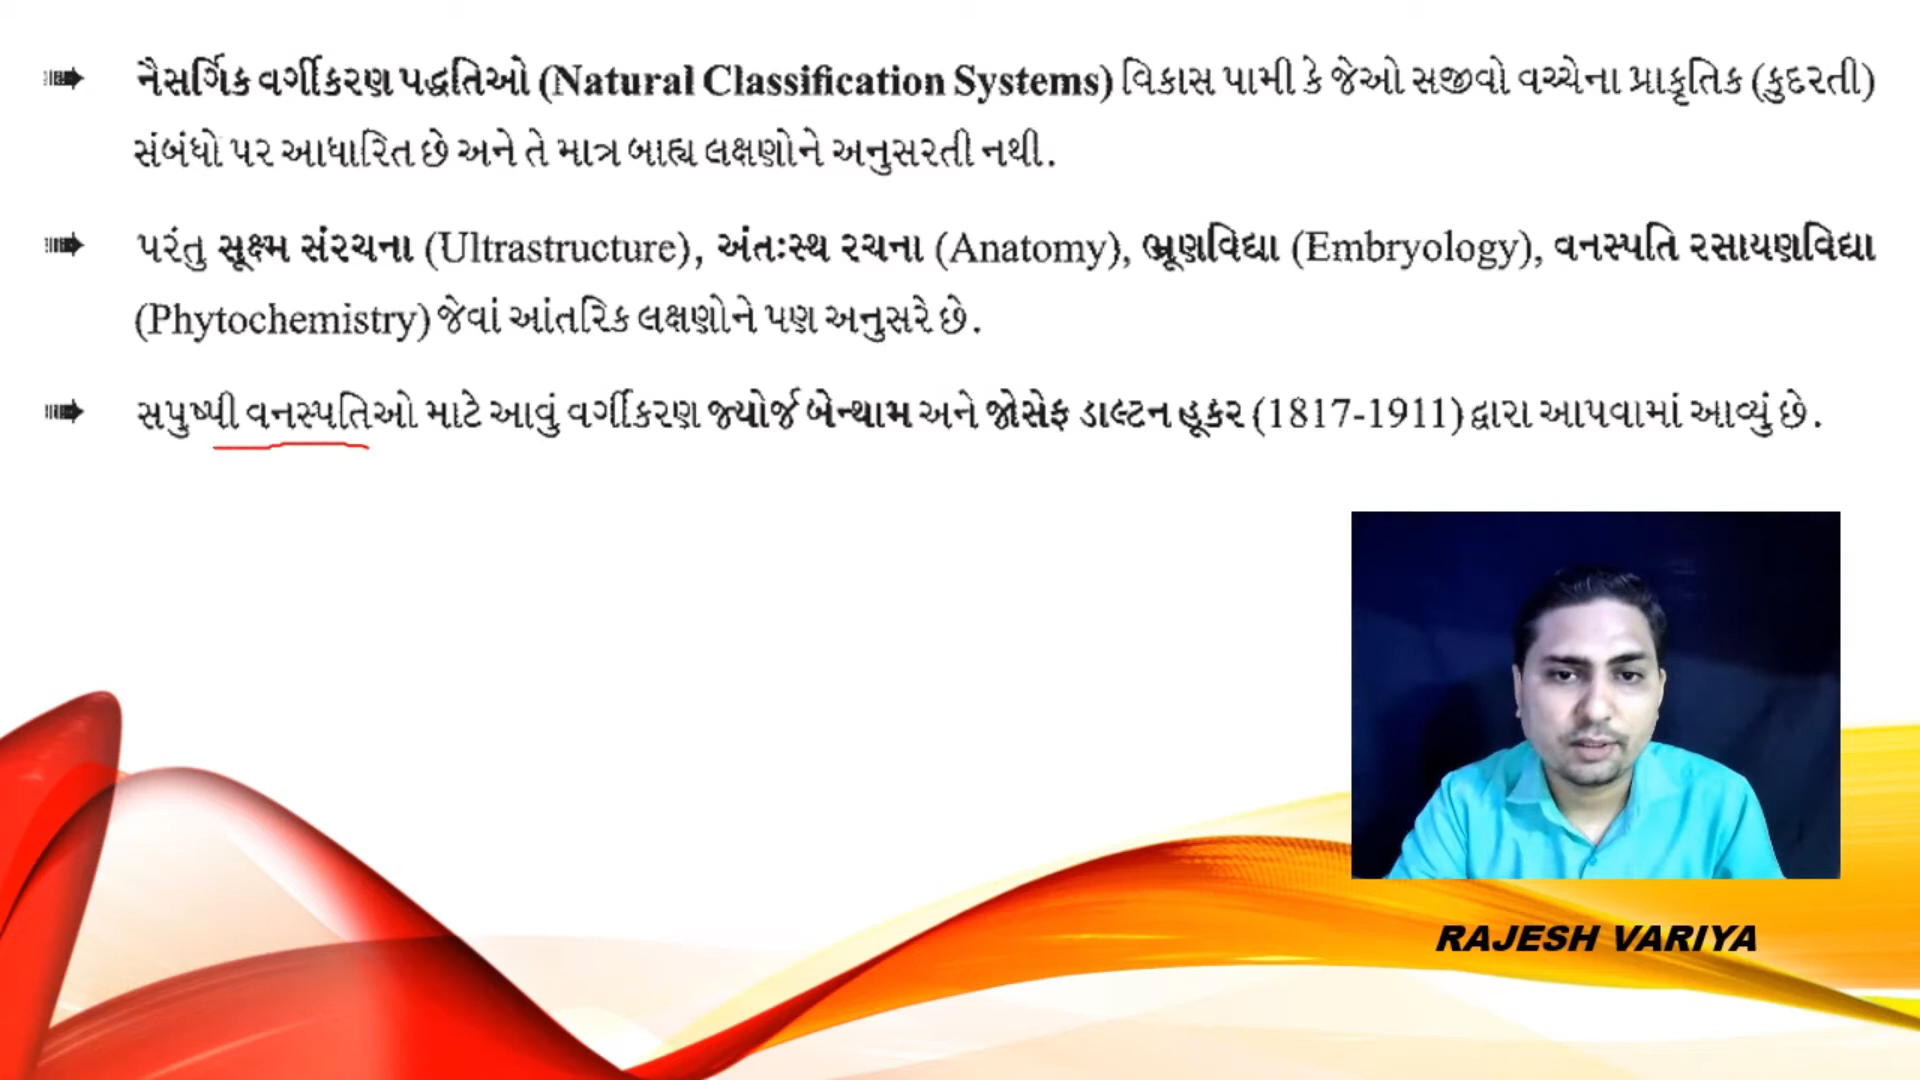 નૈસર્ગિક વર્ગીકરણ પદ્ધતિઓ (Natural Classification Systems) વિકાસ પામી કે જેઓ સજીવો વચ્ચેના પ્રાકૃતિક (કુદરતી)
સંબંધો પર આધારિત છે અને તે માત્ર બાહ્ય લક્ષણોને અનુસરતી નથી.
પરંતુ સૂક્ષ્મ સંરચના (Ultrastructure), અંતઃસ્થ રચના (Anatomy), ભ્રૂણવિદ્યા (Embryology), વનસ્પતિ રસાયણવિદ્યા
(Phytochemistry) જેવાં આંતરિક લક્ષણોને પણ અનુસરે છે.
સપુષ્પી વનસ્પતિઓ માટે આવું વર્ગીકરણ જ્યોર્જ બેન્થામ અને જોસેફ ડાલ્ટન હૂકર (1817-1911) દ્વારા આપવામાં આવ્યું છે.
RAJESH VARIYA